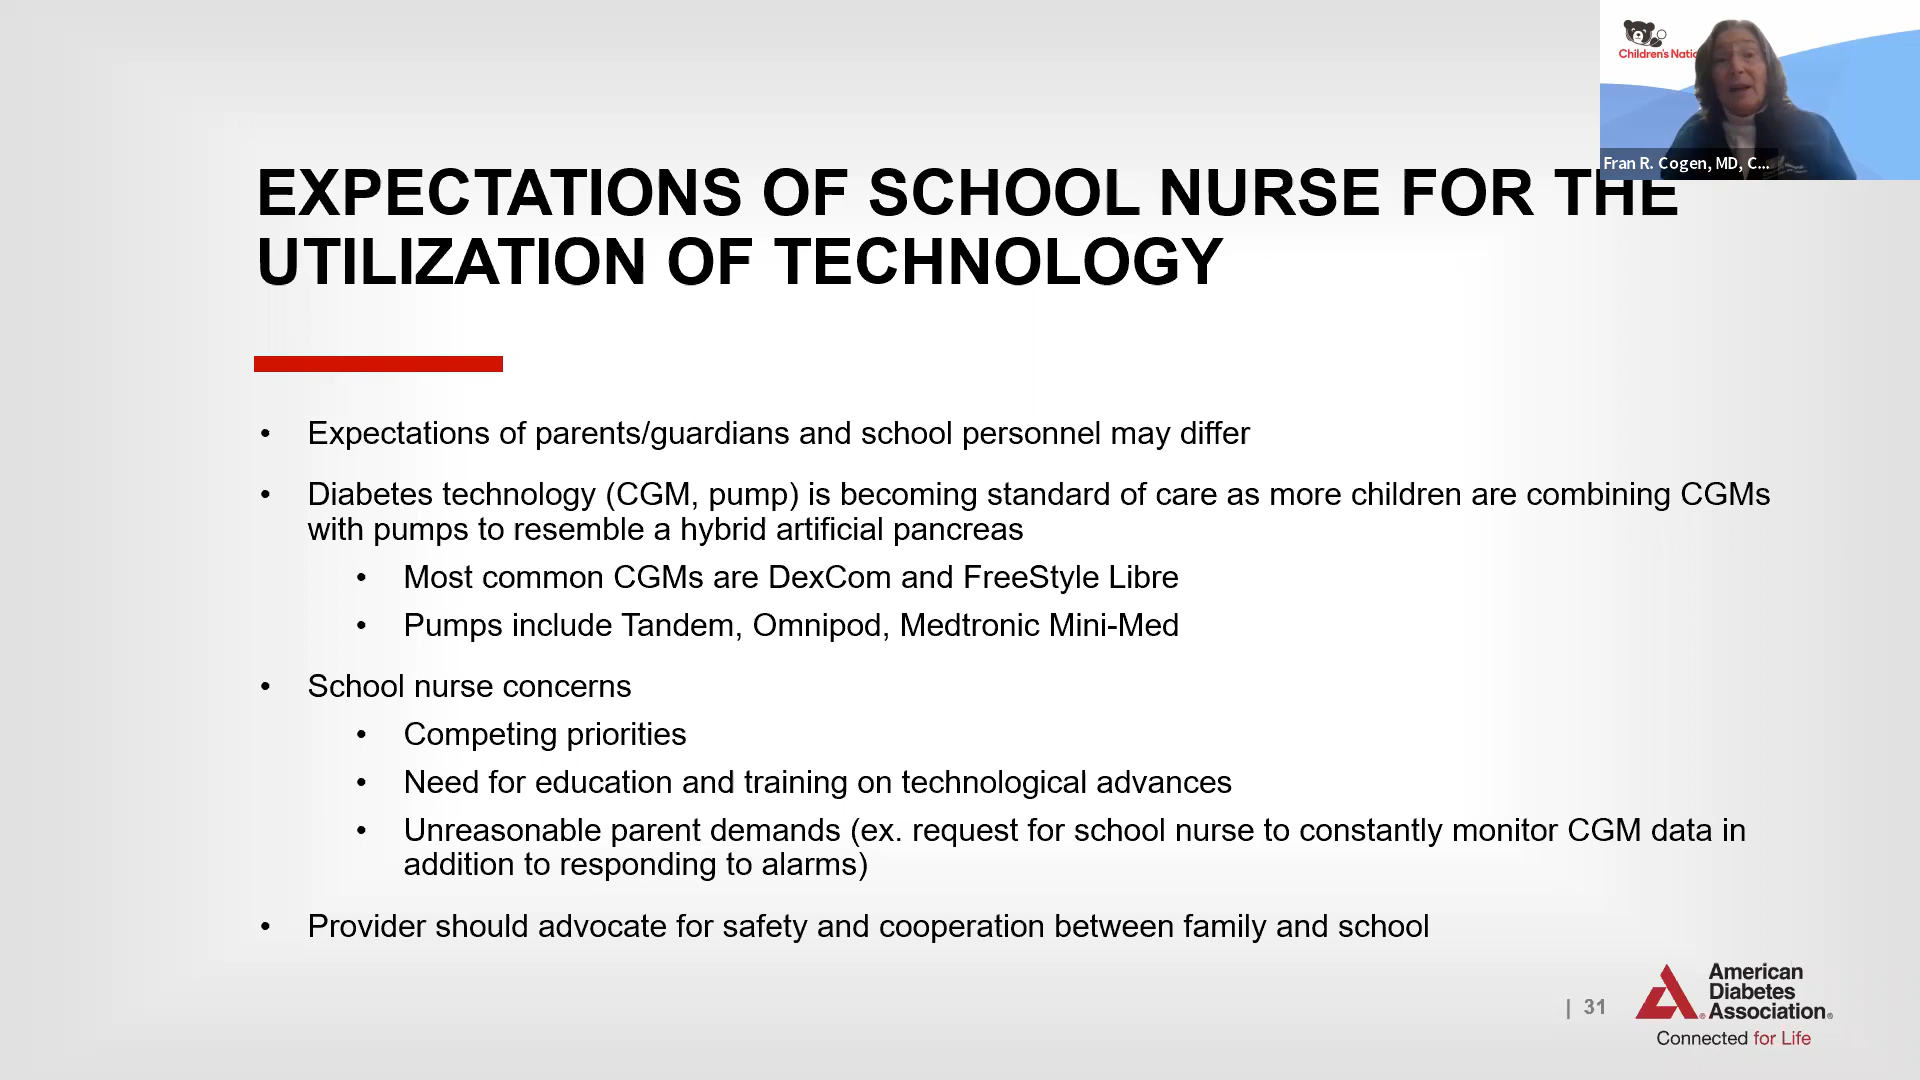 Children's Natio
Fran R. Cogen, MD, C...
EXPECTATIONS OF SCHOOL NURSE FOR THE
UTILIZATION OF TECHNOLOGY
• Expectations of parents/guardians and school personnel may differ
• Diabetes technology (CGM, pump) is becoming standard of care as more children are combining CGMs
with pumps to resemble a hybrid artificial pancreas
• Most common CGMs are DexCom and FreeStyle Libre
• Pumps include Tandem, Omnipod, Medtronic Mini-Med
• School nurse concerns
• Competing priorities
• Need for education and training on technological advances
• Unreasonable parent demands (ex. request for school nurse to constantly monitor CGM data in
addition to responding to alarms)
• Provider should advocate for safety and cooperation between family and school
| 31
American
Diabetes
Association®
Connected for Life